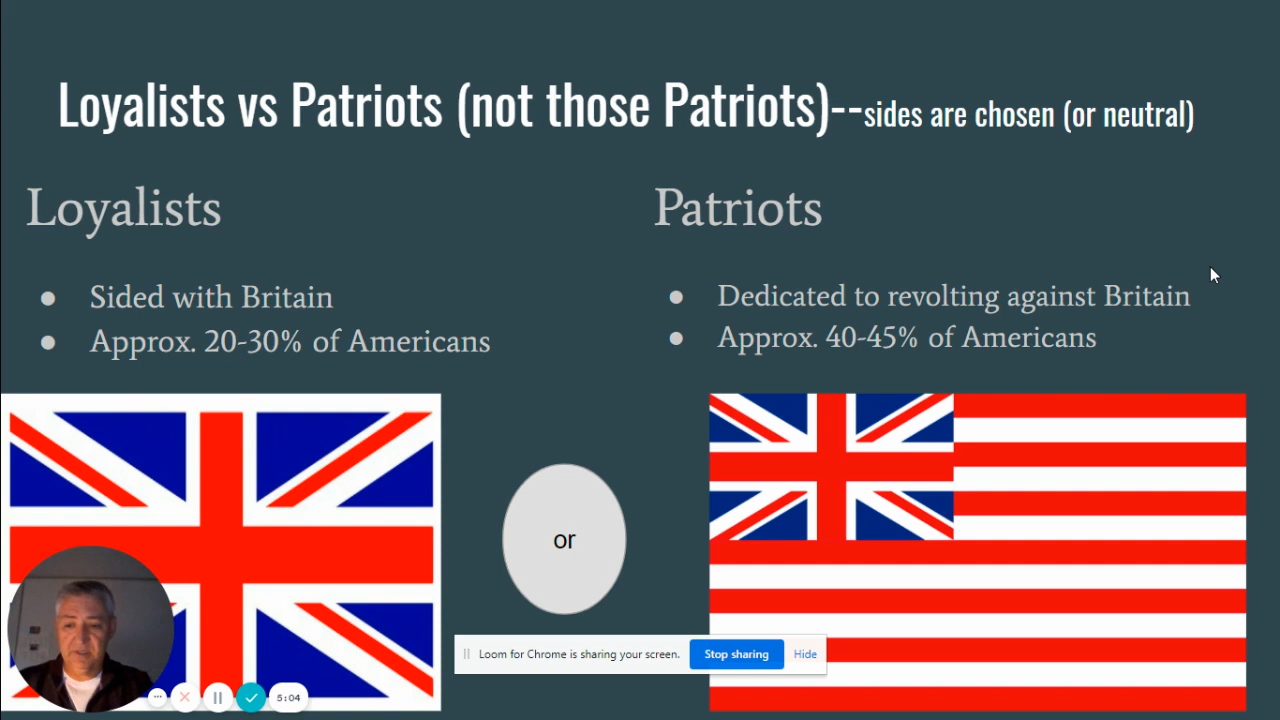 Loyalists vs Patriots (not those Patriots)--sides are chosen (or neutral)
Loyalists
● Sided with Britain
● Approx. 20-30% of Americans
Patriots
● Dedicated to revolting against Britain
● Approx. 40-45% of Americans
or
Loom for Chrome is sharing your screen. Stop sharing Hide
5:04